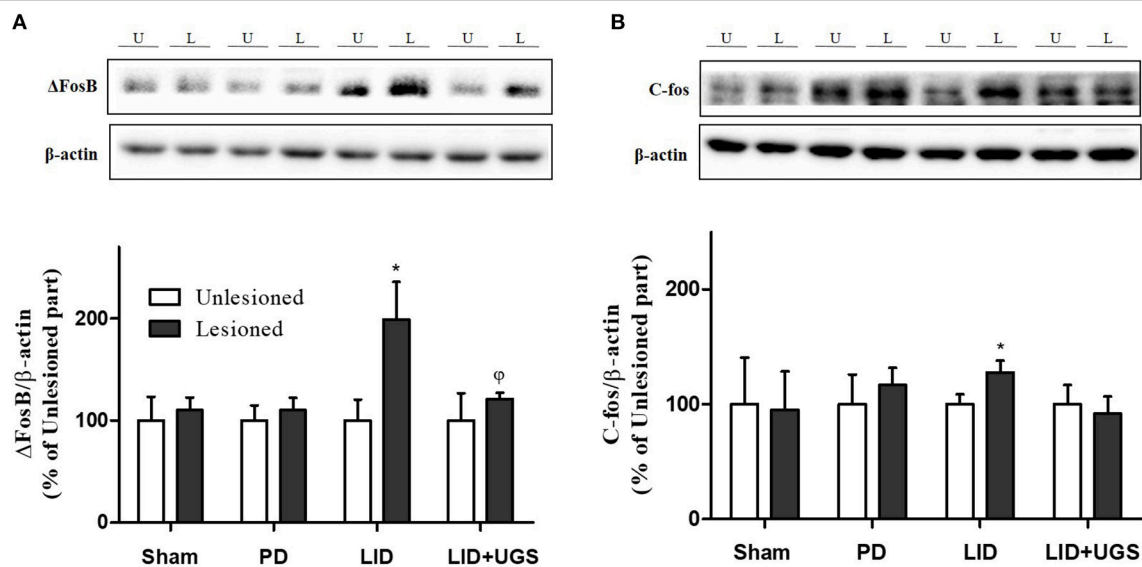 A
U L U L U L U L
ΔFosB
β-actin
ΔFosB/β-actin
(% of Unlesioned part)
200
100
0
Unlesioned
Lesioned
*
φ
Sham PD LID LID+UGS
B
U L U L U L U L
C-fos
β-actin
C-fos/β-actin
(% of Unlesioned part)
200
100
0
*
Sham PD LID LID+UGS